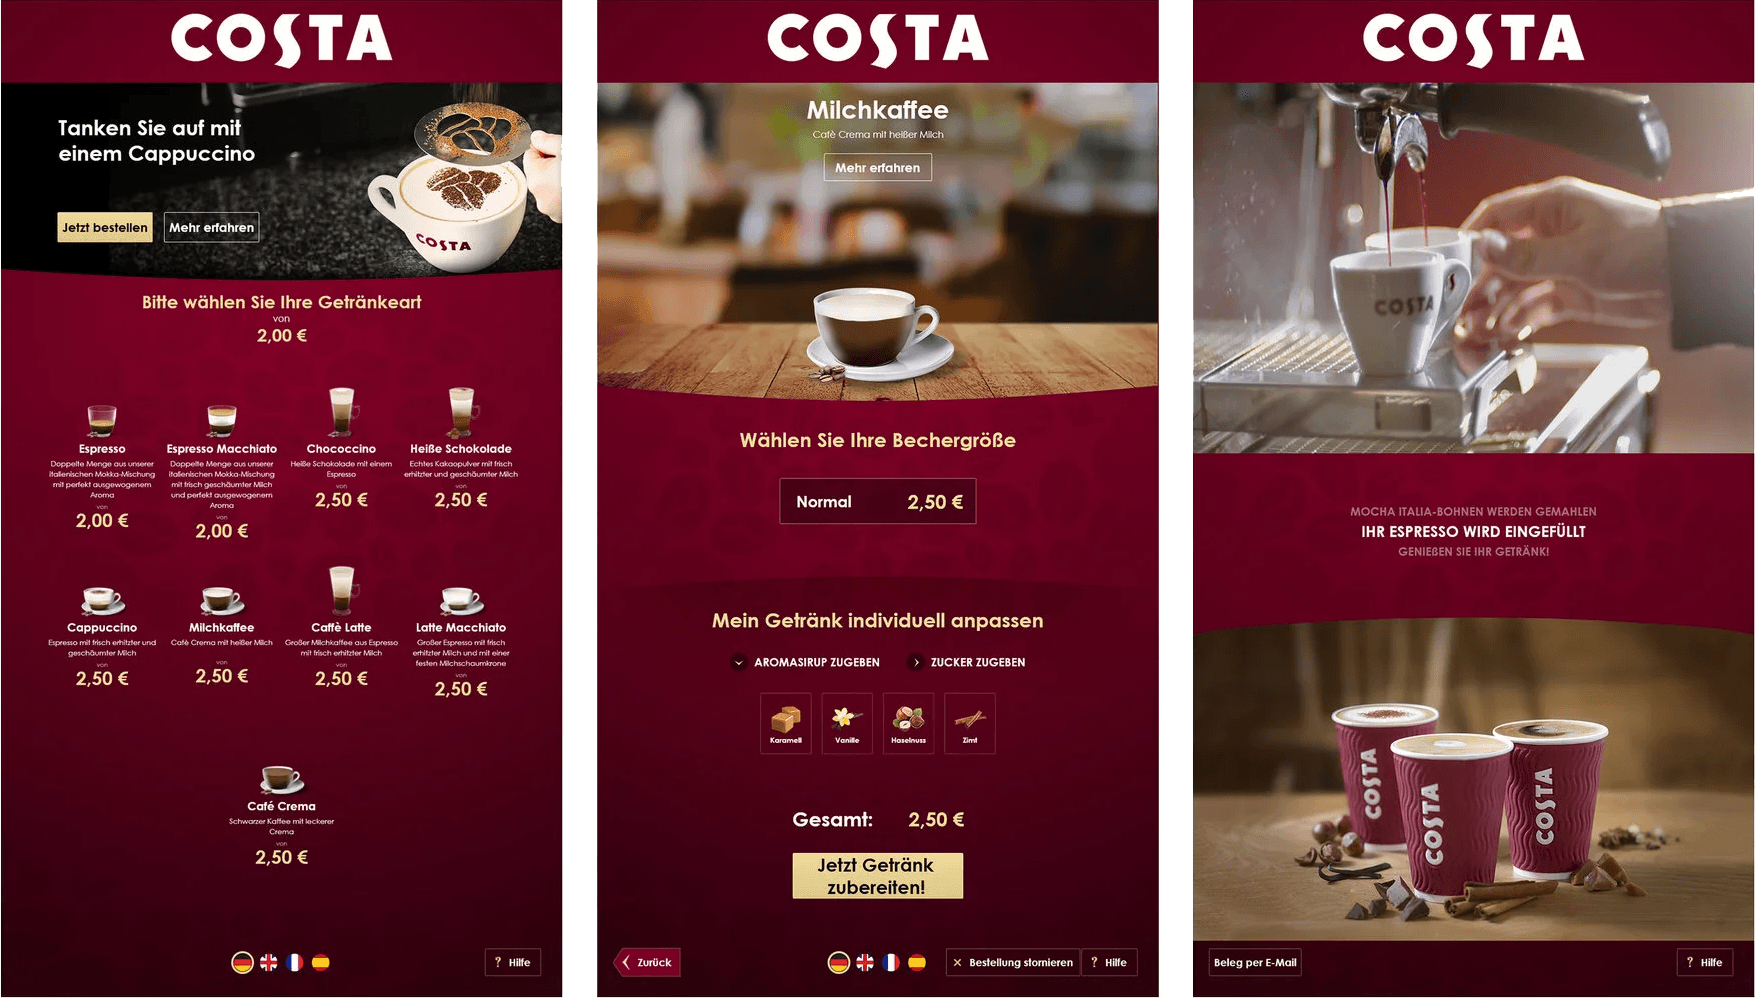 COSTA
Tanken Sie auf mit
einem Cappuccino
Jetzt bestellen
Mehr erfahren
COSTA
Bitte wählen Sie Ihre Getränkeart
von
2,00 €
Espresso
Doppelte Menge aus unserer
italienischen Mokka-Mischung
mit perfekt ausgewogenem
Aroma
von
2,00 €
Espresso Macchiato
Doppelte Menge aus unserer
italienischen Mokka-Mischung
mit frisch geschäumter Milch
und perfekt ausgewogenem
Aroma
von
2,00 €
Chococcino
Heiße Schokolade mit einem
Espresso
von
2,50 €
Heiße Schokolade
Echtes Kakaopulver mit frisch
erhitzter und geschäumter Milch
von
2,50 €
Cappuccino
Espresso mit frisch erhitzter und
geschäumter Milch
von
2,50 €
Milchkaffee
Cafè Crema mit heißer Milch
von
2,50 €
Caffè Latte
Großer Milchkaffee aus Espresso
mit frisch erhitzter Milch
von
2,50 €
Latte Macchiato
Großer Espresso mit frisch
erhitzter Milch und mit einer
festen Milchschaumkrone
von
2,50 €
Café Crema
Schwarzer Kaffee mit leckerer
Crema
von
2,50 €
? Hilfe
COSTA
Milchkaffee
Cafè Crema mit heißer Milch
Mehr erfahren
Wählen Sie Ihre Bechergröße
Normal 2,50 €
Mein Getränk individuell anpassen
AROMASIRUP ZUGEBEN
ZUCKER ZUGEBEN
Karamell
Vanille
Haselnuss
Zimt
Gesamt: 2,50 €
Jetzt Getränk
zubereiten!
Zurück
Bestellung stornieren
? Hilfe
COSTA
COSTA
MOCHA ITALIA-BOHNEN WERDEN GEMAHLEN
IHR ESPRESSO WIRD EINGEFÜLLT
GENIEßEN SIE IHR GETRÄNK!
COSTA
COSTA
COSTA
Beleg per E-Mail
? Hilfe